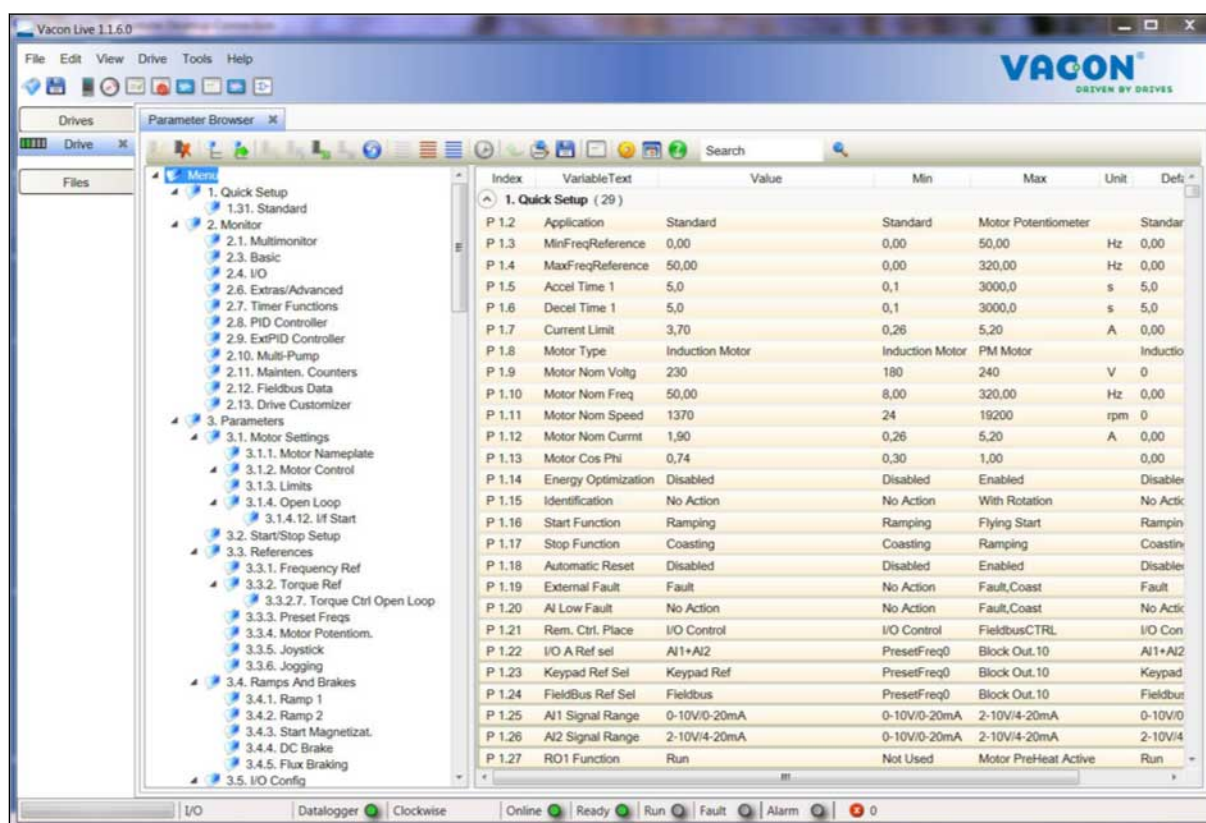 Vacon Live 1.1.6.0
File Edit View Drive Tools Help
VACON®
DRIVEN BY DRIVES
Drives
Drive
Files
Parameter Browser
Search
Menu
1. Quick Setup
1.31. Standard
2. Monitor
2.1. Multimonitor
2.3. Basic
2.4. I/O
2.6. Extras/Advanced
2.7. Timer Functions
2.8. PID Controller
2.9. ExtPID Controller
2.10. Multi-Pump
2.11. Mainten. Counters
2.12. Fieldbus Data
2.13. Drive Customizer
3. Parameters
3.1. Motor Settings
3.1.1. Motor Nameplate
3.1.2. Motor Control
3.1.3. Limits
3.1.4. Open Loop
3.1.4.12. I/f Start
3.2. Start/Stop Setup
3.3. References
3.3.1. Frequency Ref
3.3.2. Torque Ref
3.3.2.7. Torque Ctrl Open Loop
3.3.3. Preset Freqs
3.3.4. Motor Potentiom.
3.3.5. Joystick
3.3.6. Jogging
3.4. Ramps And Brakes
3.4.1. Ramp 1
3.4.2. Ramp 2
3.4.3. Start Magnetizat.
3.4.4. DC Brake
3.4.5. Flux Braking
3.5. I/O Config
Index VariableText Value Min Max Unit Defa
1. Quick Setup (29)
P 1.2 Application Standard Standard Motor Potentiometer Standar
P 1.3 MinFreqReference 0,00 0,00 50,00 Hz 0,00
P 1.4 MaxFreqReference 50,00 0,00 320,00 Hz 0,00
P 1.5 Accel Time 1 5,0 0,1 3000,0 s 5,0
P 1.6 Decel Time 1 5,0 0,1 3000,0 s 5,0
P 1.7 Current Limit 3,70 0,26 5,20 A 0,00
P 1.8 Motor Type Induction Motor Induction Motor PM Motor Inductio
P 1.9 Motor Nom Voltg 230 180 240 V 0
P 1.10 Motor Nom Freq 50,00 8,00 320,00 Hz 0,00
P 1.11 Motor Nom Speed 1370 24 19200 rpm 0
P 1.12 Motor Nom Currnt 1,90 0,26 5,20 A 0,00
P 1.13 Motor Cos Phi 0,74 0,30 1,00 0,00
P 1.14 Energy Optimization Disabled Disabled Enabled Disable
P 1.15 Identification No Action No Action With Rotation No Actic
P 1.16 Start Function Ramping Ramping Flying Start Rampin
P 1.17 Stop Function Coasting Coasting Ramping Coastin
P 1.18 Automatic Reset Disabled Disabled Enabled Disable
P 1.19 External Fault Fault No Action Fault,Coast Fault
P 1.20 AI Low Fault No Action No Action Fault,Coast No Actic
P 1.21 Rem. Ctrl. Place I/O Control I/O Control FieldbusCTRL I/O Con
P 1.22 I/O A Ref sel AI1+AI2 PresetFreq0 Block Out.10 AI1+AI2
P 1.23 Keypad Ref Sel Keypad Ref PresetFreq0 Block Out.10 Keypad
P 1.24 FieldBus Ref Sel Fieldbus PresetFreq0 Block Out.10 Fieldbus
P 1.25 AI1 Signal Range 0-10V/0-20mA 0-10V/0-20mA 2-10V/4-20mA 0-10V/0
P 1.26 AI2 Signal Range 2-10V/4-20mA 0-10V/0-20mA 2-10V/4-20mA 2-10V/4
P 1.27 RO1 Function Run Not Used Motor PreHeat Active Run
I/O Datalogger Clockwise Online Ready Run Fault Alarm 0